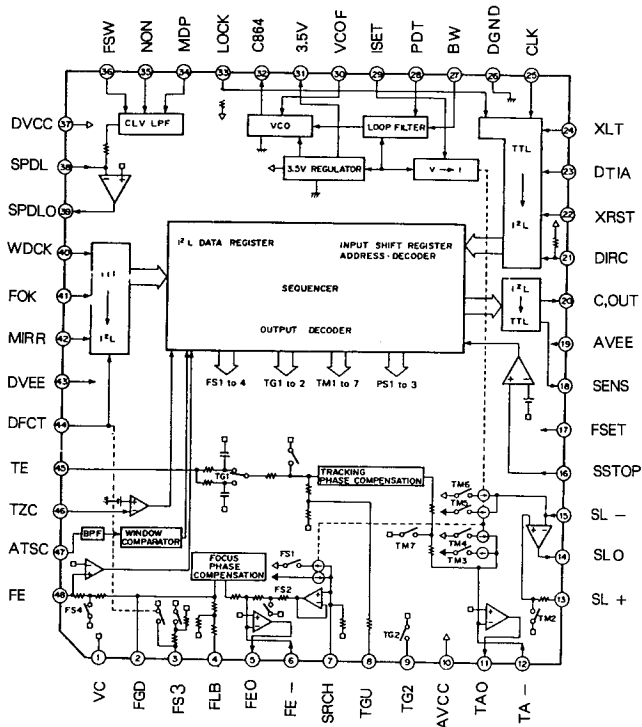 FSW
NON
MDP
LOCK
C864
3.5V
VCOF
ISET
PDT
BW
DGND
CLK
36
35
34
33
32
31
30
29
28
27
26
25
DVCC
37
CLV LPF
VCO
LOOP FILTER
TTL
I²L
24
XLT
SPDL
38
3.5V REGULATOR
V → I
23
DTIA
SPDLO
39
22
XRST
WDCK
40
I²L DATA REGISTER
INPUT SHIFT REGISTER
ADDRESS·DECODER
21
DIRC
FOK
41
I²L
SEQUENCER
I²L
TTL
20
C,OUT
MIRR
42
OUTPUT DECODER
19
AVEE
DVEE
43
FS1 to 4
TG1 to 2
TM1 to 7
PS1 to 3
18
SENS
DFCT
44
17
FSET
TE
45
TG1
TRACKING
PHASE COMPENSATION
16
SSTOP
TZC
46
TM6
TM5
15
SL -
ATSC
47
BPF
WINDOW
COMPARATOR
TM7
TM4
TM3
14
SLO
FOCUS
PHASE
COMPENSATION
FS1
FE
48
FS4
FS2
TG2
TM2
13
SL +
1
2
3
4
5
6
7
8
9
10
11
12
VC
FGD
FS3
FLB
FEO
FE-
SRCH
TGU
TG2
AVCC
TAO
TA -